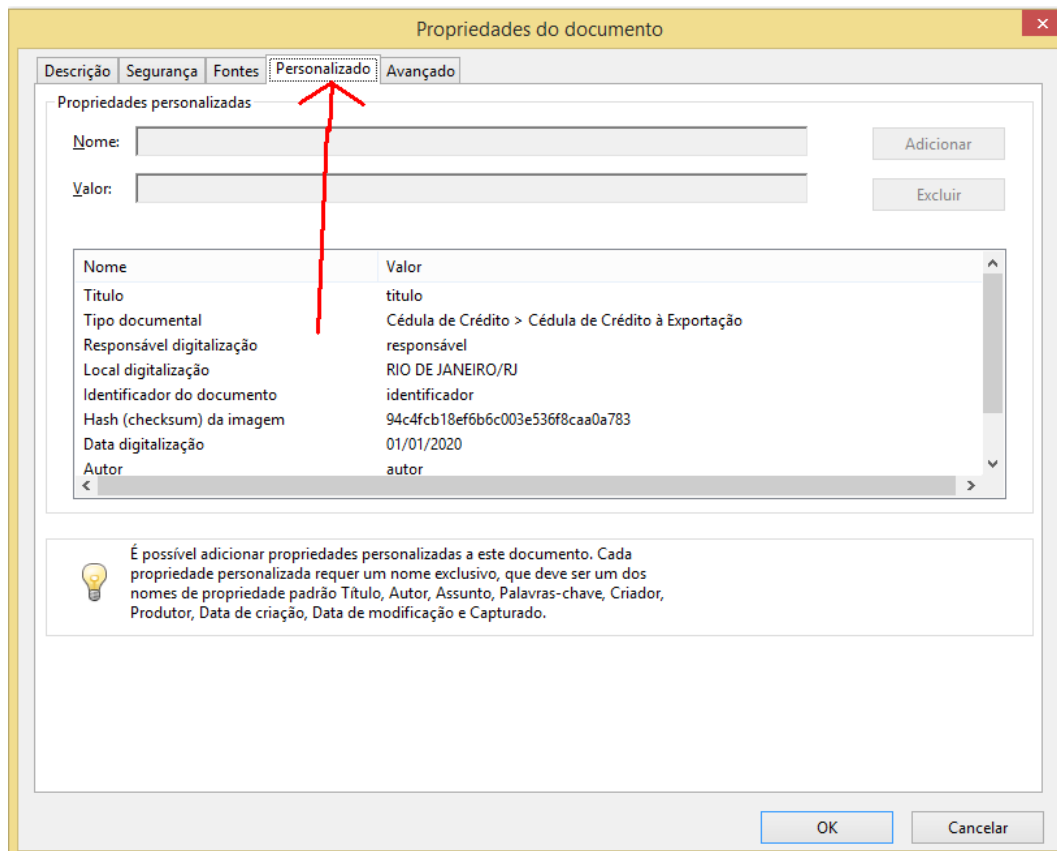 Propriedades do documento
Descrição Segurança Fontes Personalizado Avançado
Propriedades personalizadas
Nome: Adicionar
Valor: Excluir
Nome Valor
Titulo titulo
Tipo documental Cédula de Crédito > Cédula de Crédito à Exportação
Responsável digitalização responsável
Local digitalização RIO DE JANEIRO/RJ
Identificador do documento identificador
Hash (checksum) da imagem 94c4fcb18ef6b6c003e536f8caa0a783
Data digitalização 01/01/2020
Autor autor
É possível adicionar propriedades personalizadas a este documento. Cada
propriedade personalizada requer um nome exclusivo, que deve ser um dos
nomes de propriedade padrão Título, Autor, Assunto, Palavras-chave, Criador,
Produtor, Data de criação, Data de modificação e Capturado.
OK Cancelar